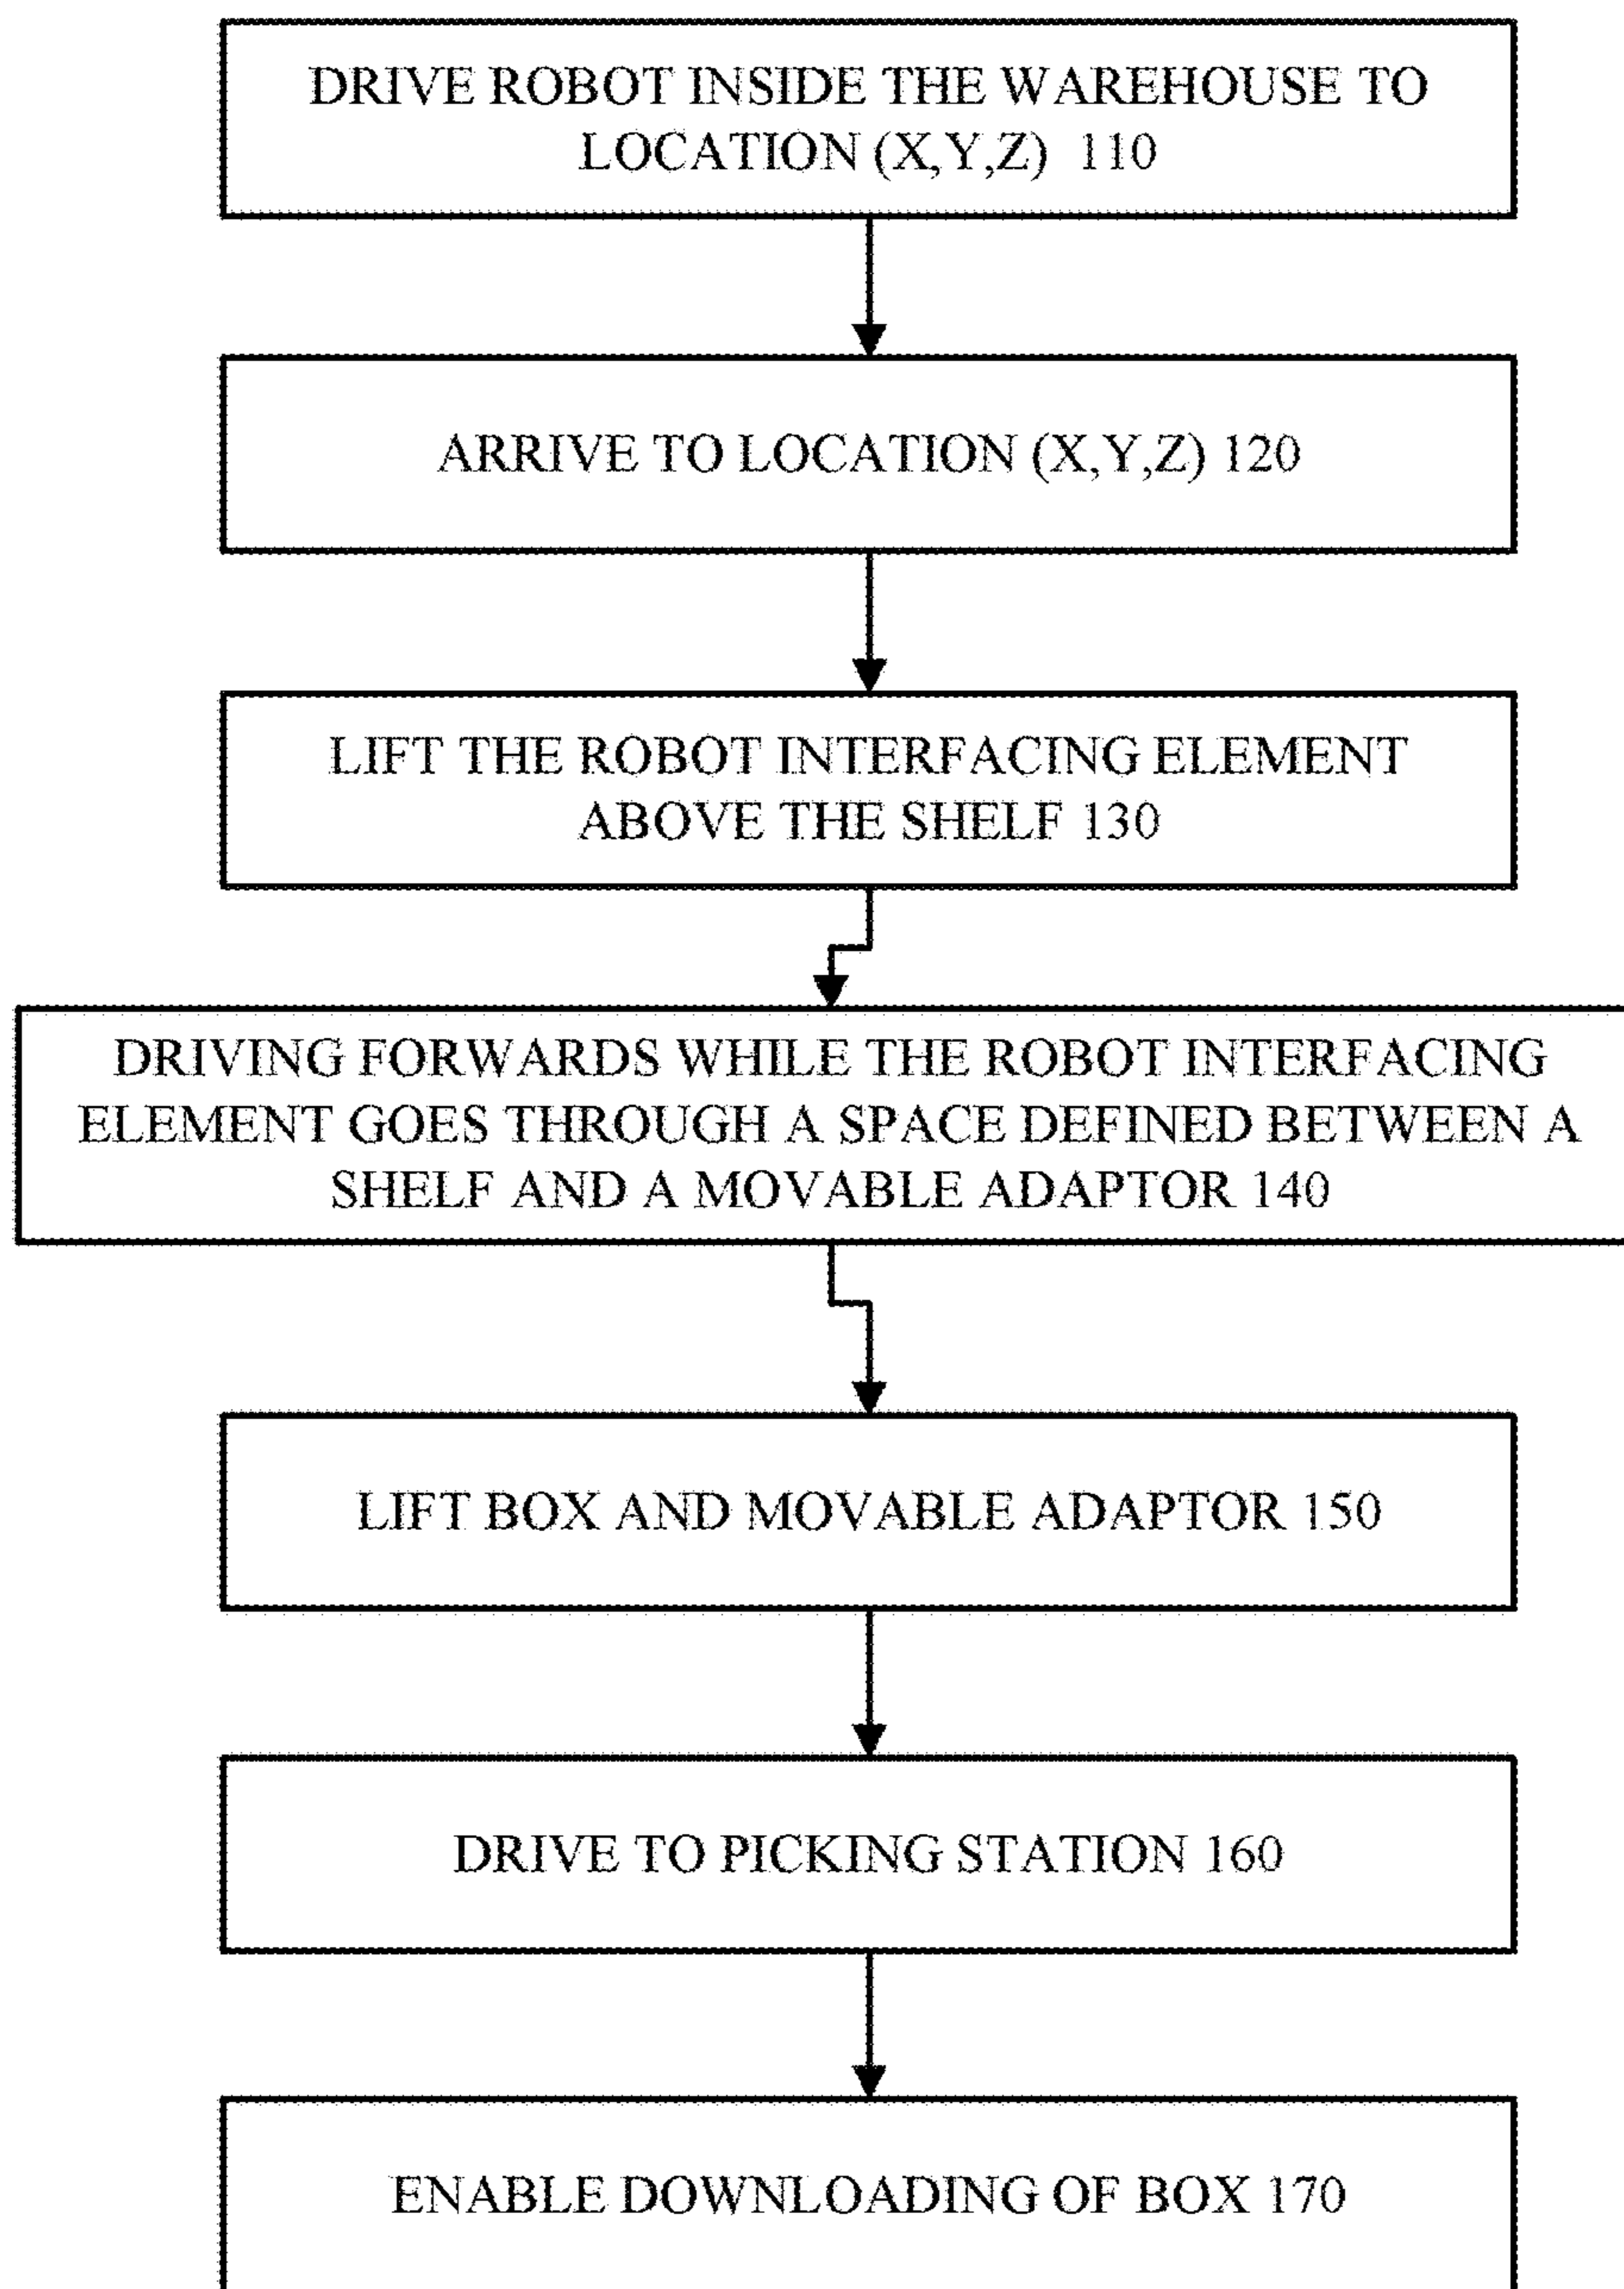 DRIVE ROBOT INSIDE THE WAREHOUSE TO
LOCATION (X,Y,Z) 110
ARRIVE TO LOCATION (X,Y,Z) 120
LIFT THE ROBOT INTERFACING ELEMENT
ABOVE THE SHELF 130
DRIVING FORWARDS WHILE THE ROBOT INTERFACING
ELEMENT GOES THROUGH A SPACE DEFINED BETWEEN A
SHELF AND A MOVABLE ADAPTOR 140
LIFT BOX AND MOVABLE ADAPTOR 150
DRIVE TO PICKING STATION 160
ENABLE DOWNLOADING OF BOX 170